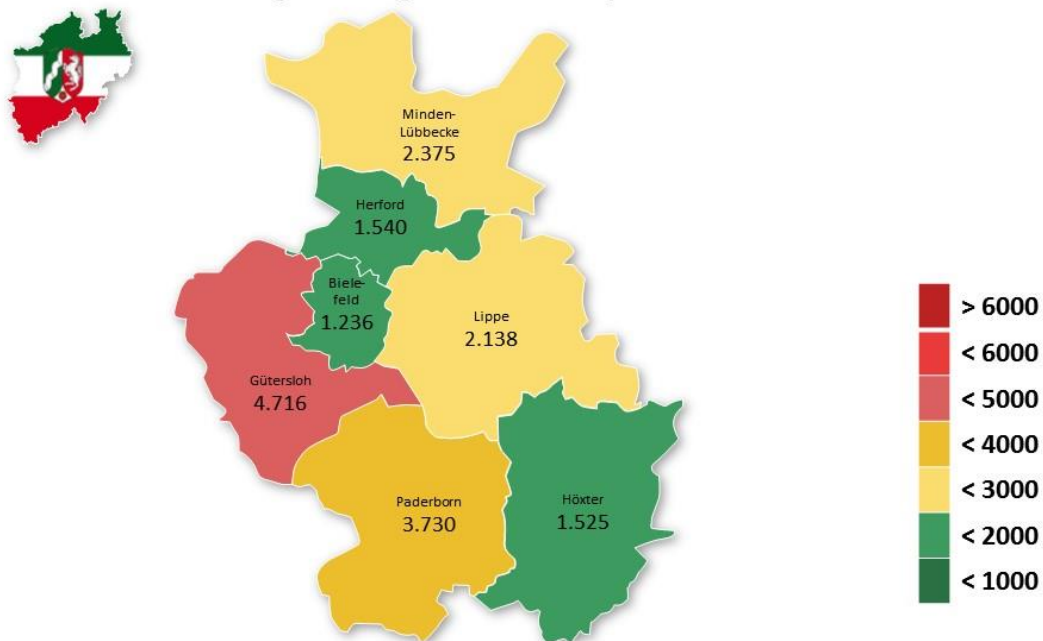 Minden-
Lübbecke
2.375
Herford
1.540
Biele-
feld
1.236
Lippe
2.138
Gütersloh
4.716
Paderborn
3.730
Höxter
1.525
> 6000
< 6000
< 5000
< 4000
< 3000
< 2000
< 1000